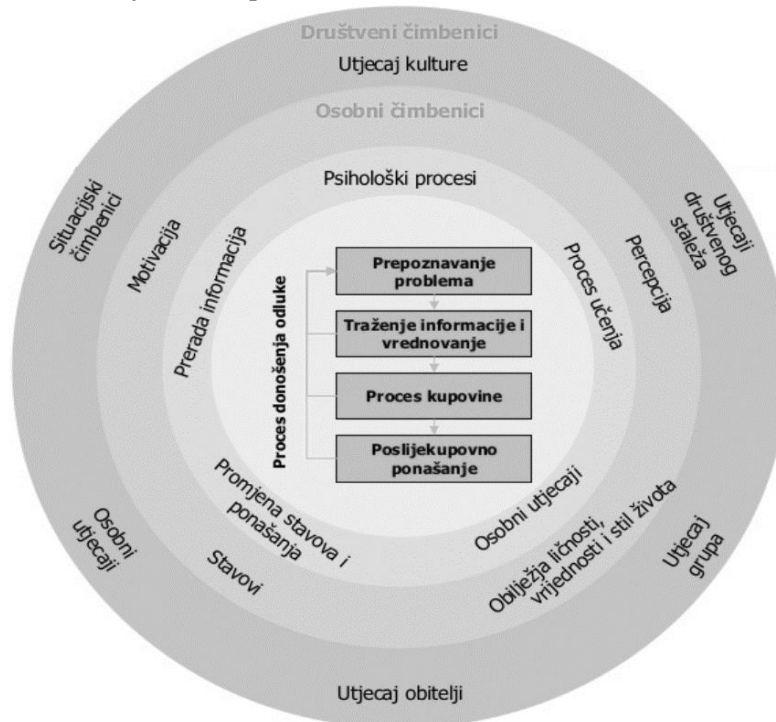 Društveni čimbenici
Utjecaj kulture
Osobni čimbenici
Psihološki procesi
Situacijski
čimbenici
Motivacija
Prerada informacija
Proces učenja
Percepcija
Utjecaji
društvenog
staleža
Proces donošenja odluke
Prepoznavanje
problema
Traženje informacije i
vrednovanje
Proces kupovine
Poslijekupovno
ponašanje
Osobni
utjecaji
Stavovi
Promjena stavova i
ponašanja
Osobni utjecaji
Obilježja ličnosti,
vrijednosti i stil života
Utjecaj
grupa
Utjecaj obitelji